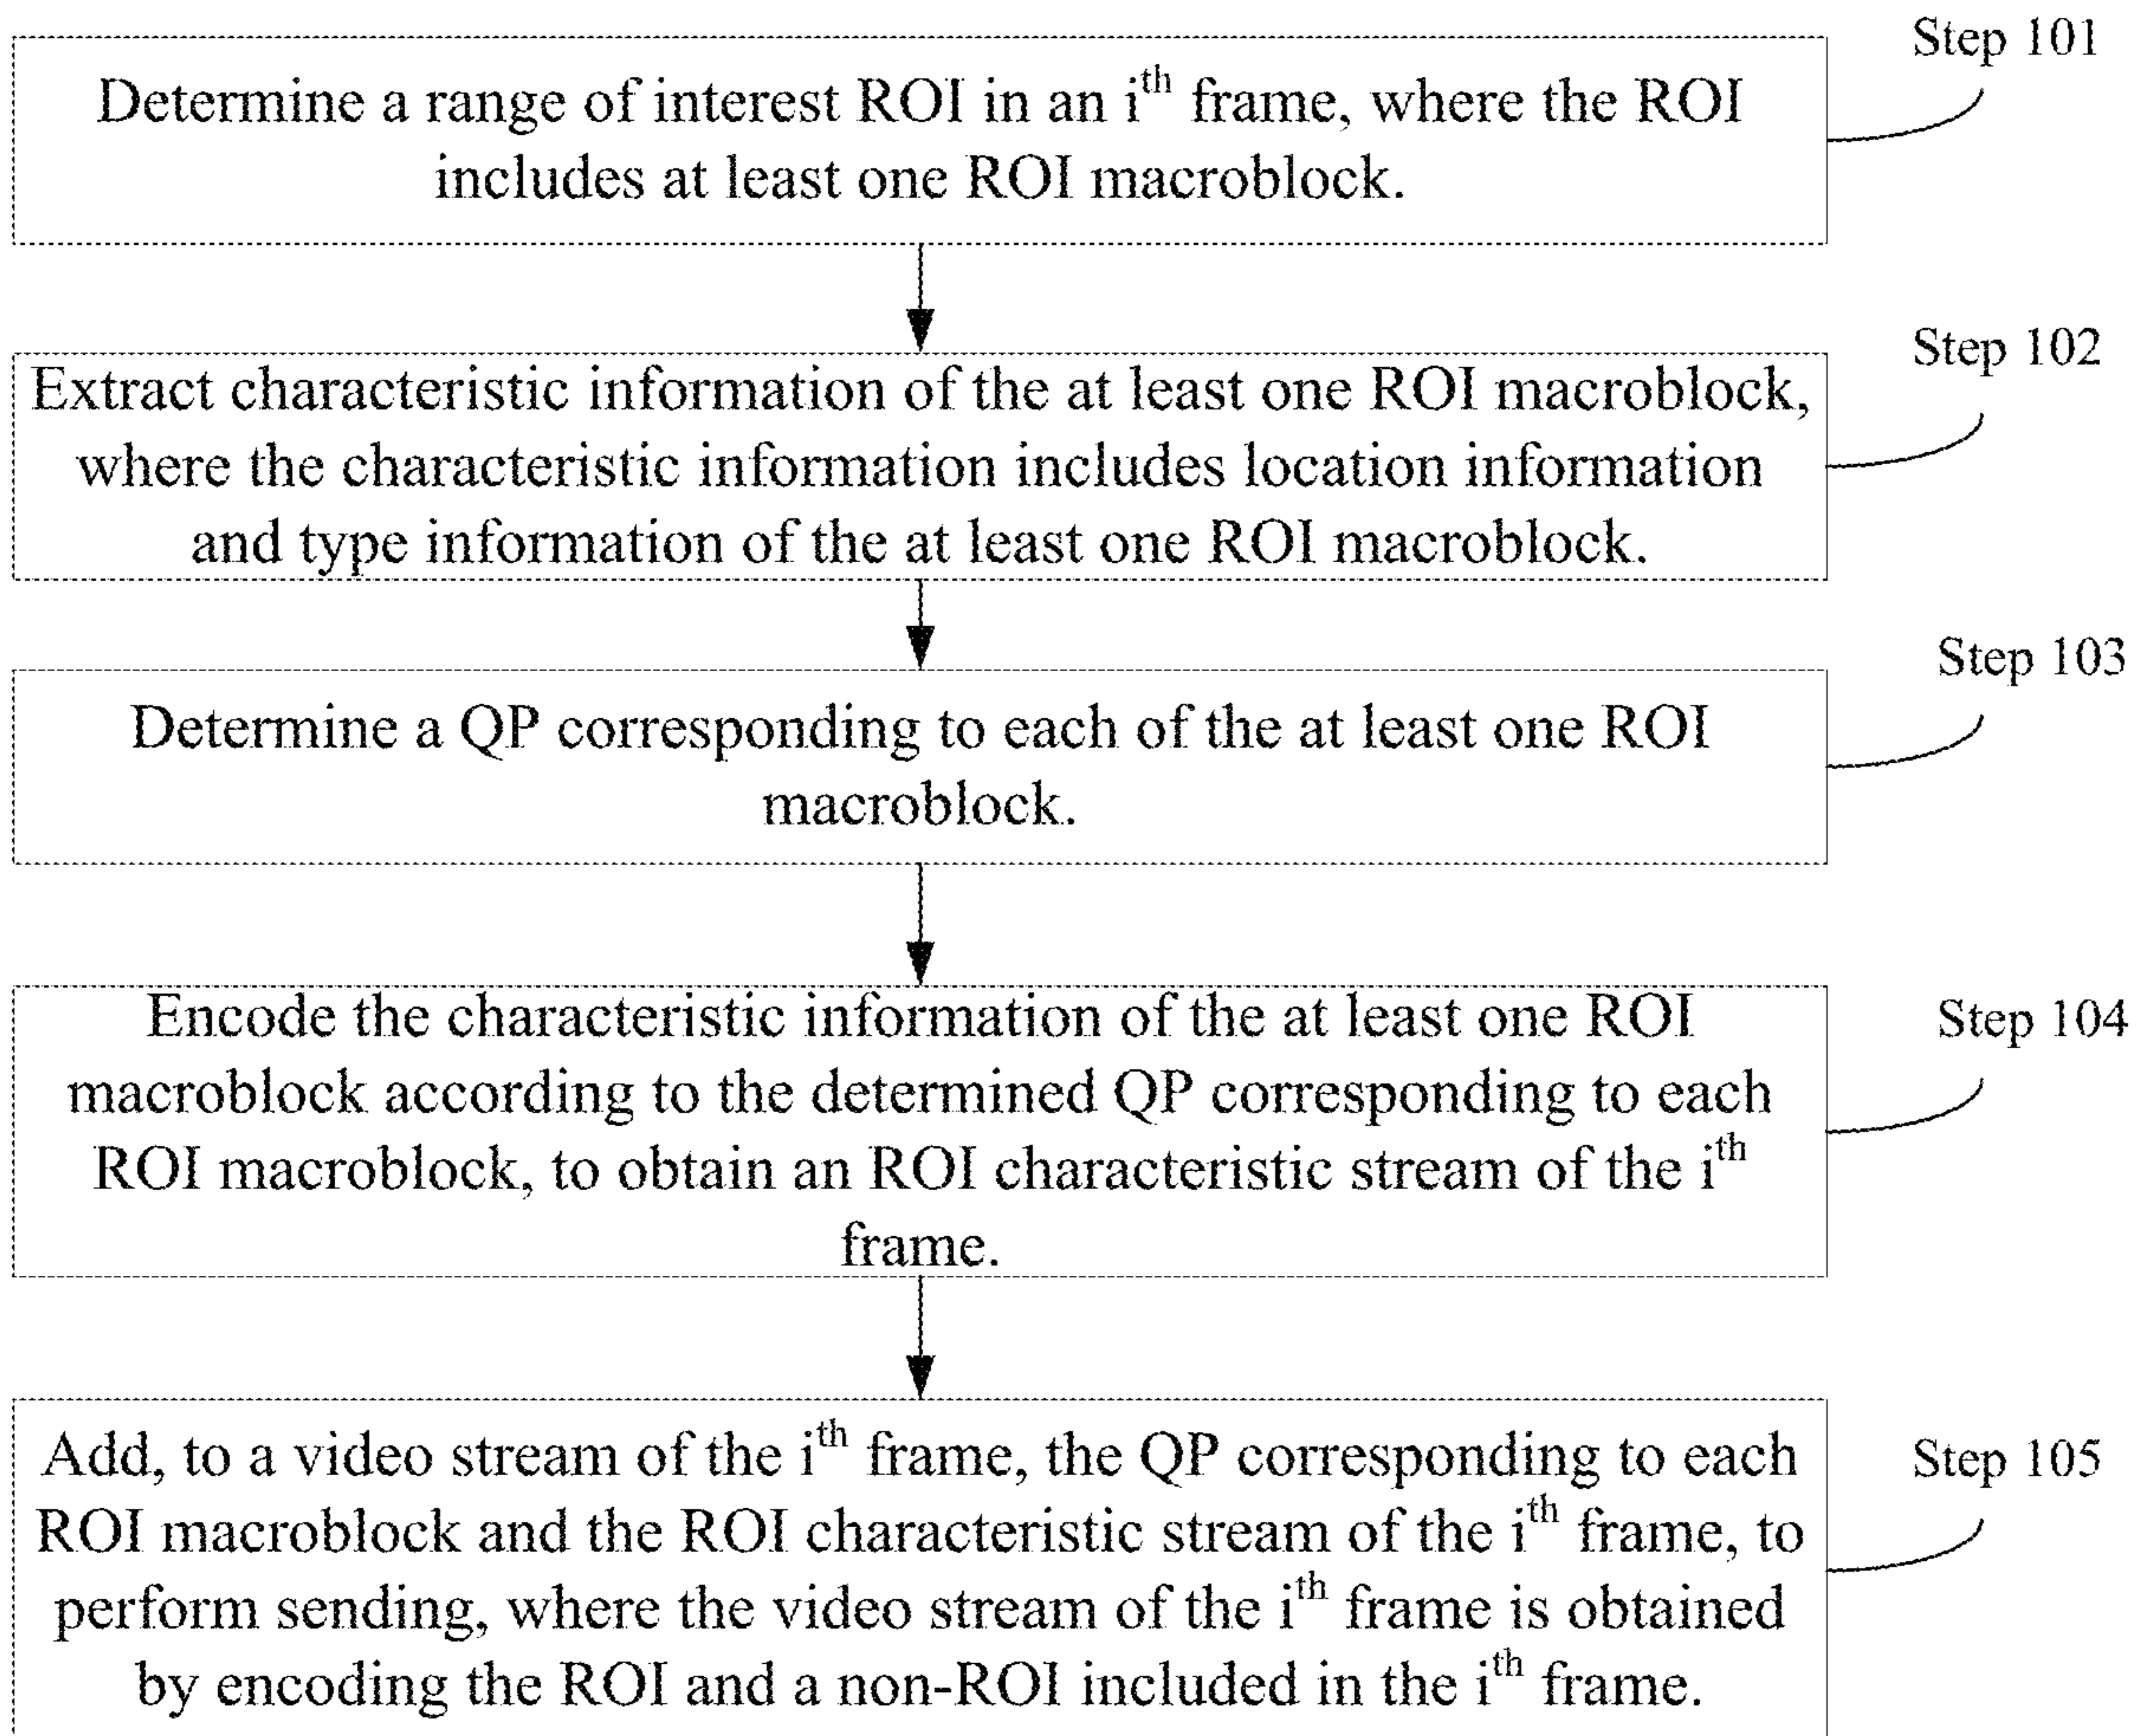 Step 101
Determine a range of interest ROI in an iᵗʰ frame, where the ROI
includes at least one ROI macroblock.
Step 102
Extract characteristic information of the at least one ROI macroblock,
where the characteristic information includes location information
and type information of the at least one ROI macroblock.
Step 103
Determine a QP corresponding to each of the at least one ROI
macroblock.
Step 104
Encode the characteristic information of the at least one ROI
macroblock according to the determined QP corresponding to each
ROI macroblock, to obtain an ROI characteristic stream of the iᵗʰ
frame.
Step 105
Add, to a video stream of the iᵗʰ frame, the QP corresponding to each
ROI macroblock and the ROI characteristic stream of the iᵗʰ frame, to
perform sending, where the video stream of the iᵗʰ frame is obtained
by encoding the ROI and a non-ROI included in the iᵗʰ frame.